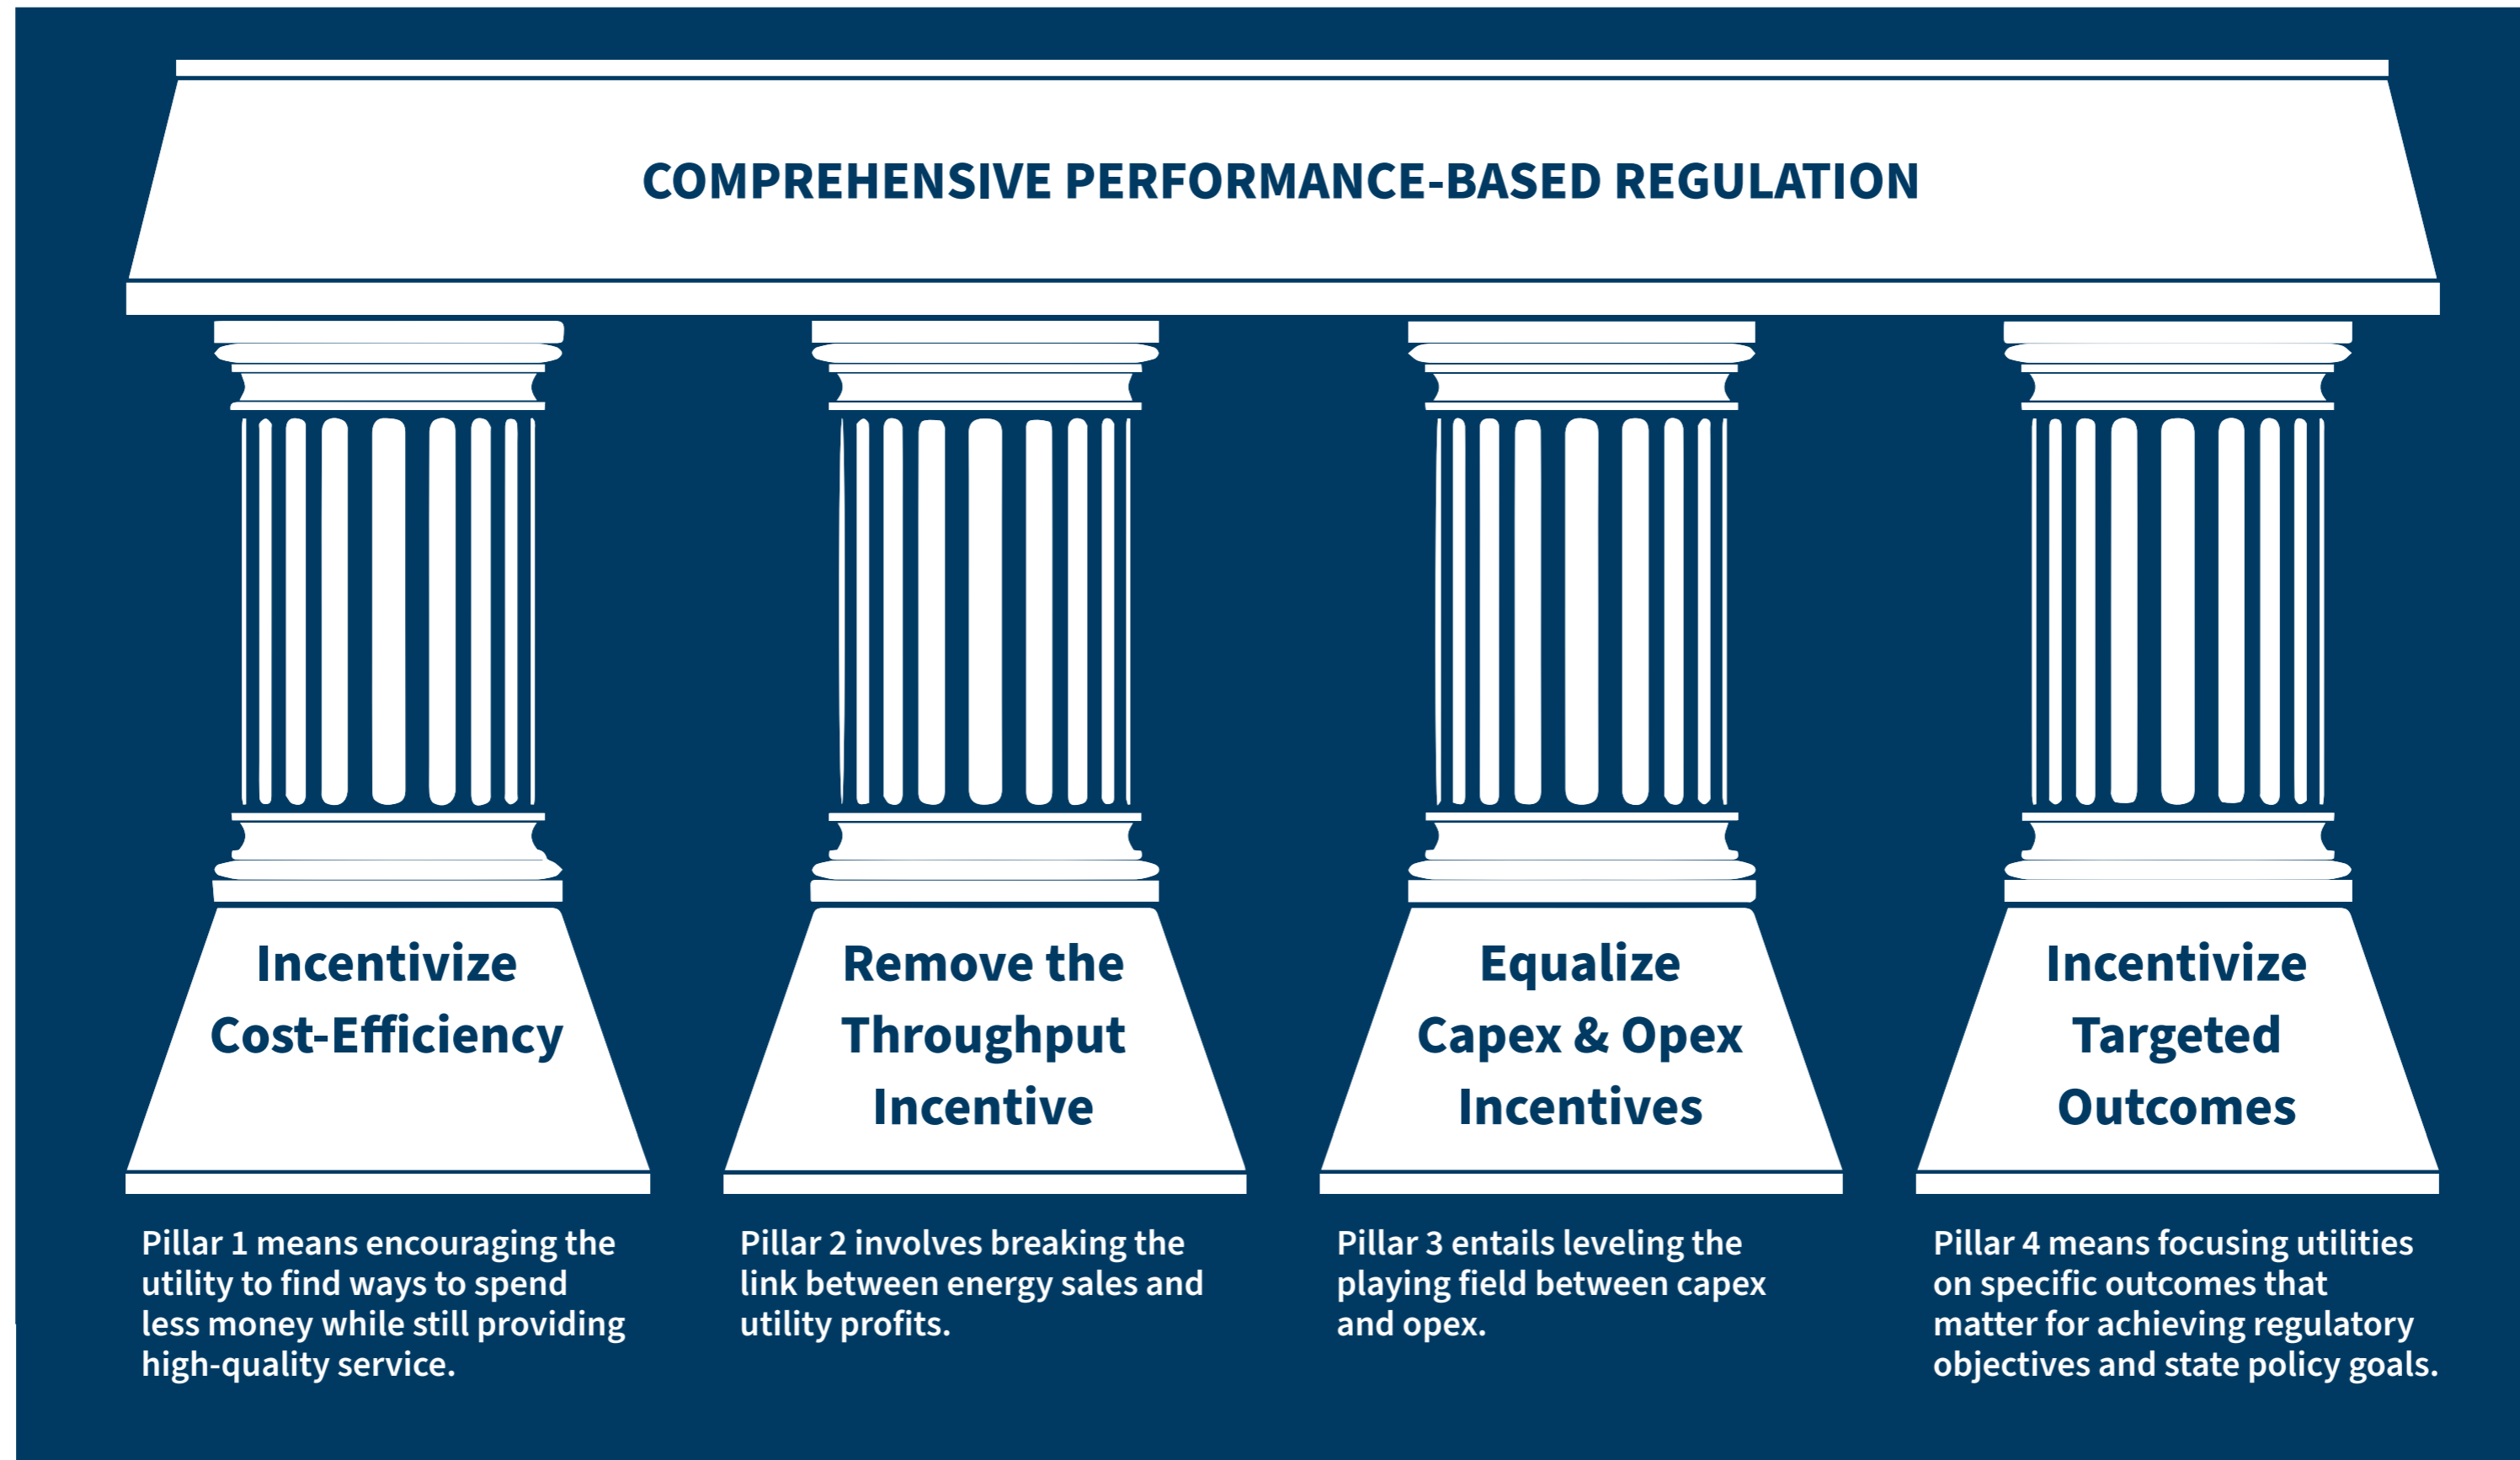 COMPREHENSIVE PERFORMANCE-BASED REGULATION
Incentivize
Cost-Efficiency
Pillar 1 means encouraging the
utility to find ways to spend
less money while still providing
high-quality service.
Remove the
Throughput
Incentive
Pillar 2 involves breaking the
link between energy sales and
utility profits.
Equalize
Capex & Opex
Incentives
Pillar 3 entails leveling the
playing field between capex
and opex.
Incentivize
Targeted
Outcomes
Pillar 4 means focusing utilities
on specific outcomes that
matter for achieving regulatory
objectives and state policy goals.